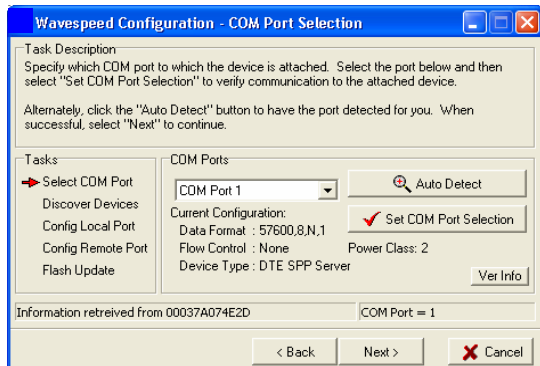 Wavespeed Configuration - COM Port Selection
Task Description
Specify which COM port to which the device is attached. Select the port below and then
select "Set COM Port Selection" to verify communication to the attached device.
Alternately, click the "Auto Detect" button to have the port detected for you. When
successful, select "Next" to continue.
Tasks
Select COM Port
Discover Devices
Config Local Port
Config Remote Port
Flash Update
COM Ports
COM Port 1
Auto Detect
Current Configuration:
Set COM Port Selection
Data Format : 57600,8,N,1
Flow Control : None
Power Class: 2
Device Type : DTE SPP Server
Ver Info
Information retreived from 00037A074E2D
COM Port = 1
< Back
Next >
Cancel